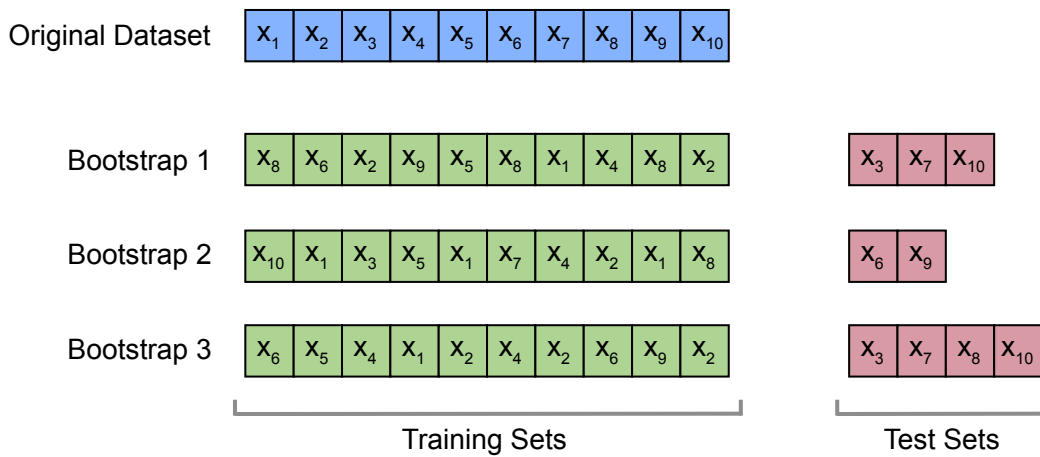 Original Dataset x₁ x₂ x₃ x₄ x₅ x₆ x₇ x₈ x₉ x₁₀
Bootstrap 1 x₈ x₆ x₂ x₉ x₅ x₈ x₁ x₄ x₈ x₂ x₃ x₇ x₁₀
Bootstrap 2 x₁₀ x₁ x₃ x₅ x₁ x₇ x₄ x₂ x₁ x₈ x₆ x₉
Bootstrap 3 x₆ x₅ x₄ x₁ x₂ x₄ x₂ x₆ x₉ x₂ x₃ x₇ x₈ x₁₀
Training Sets Test Sets